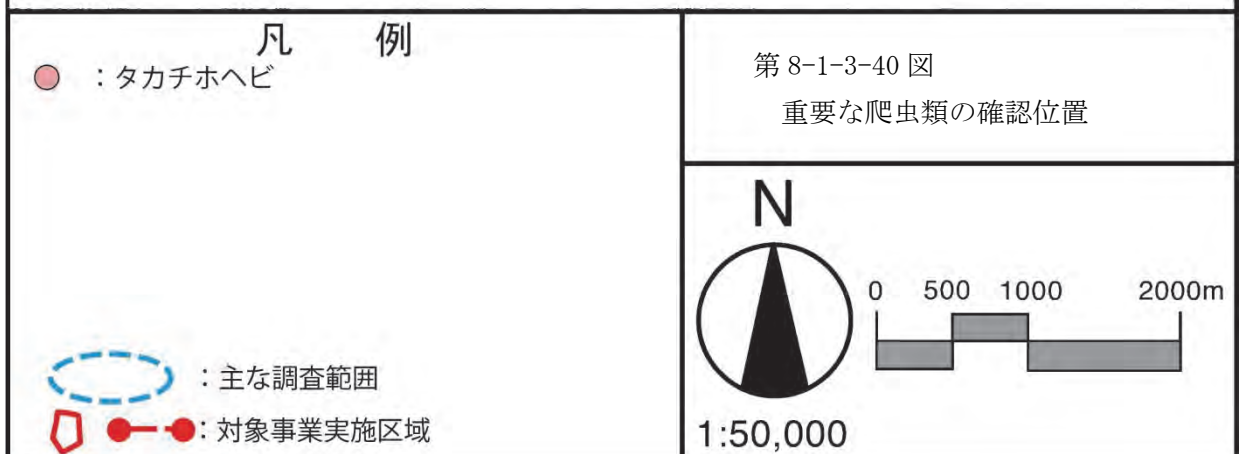 凡 例
：タカチホヘビ
：主な調査範囲
：対象事業実施区域
第 8-1-3-40 図
重要な爬虫類の確認位置
N
0 500 1000 2000m
1:50,000